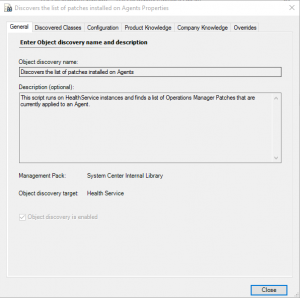 Discovers the list of patches installed on Agents Properties
General Discovered Classes Configuration Product Knowledge Company Knowledge Overrides
Enter Object discovery name and description
Object discovery name:
Discovers the list of patches installed on Agents
Description (optional):
This script runs on HealthService instances and finds a list of Operations Manager Patches that
are currently applied to an Agent.
Management Pack: System Center Internal Library
Object discovery target: Health Service
Object discovery is enabled
Close